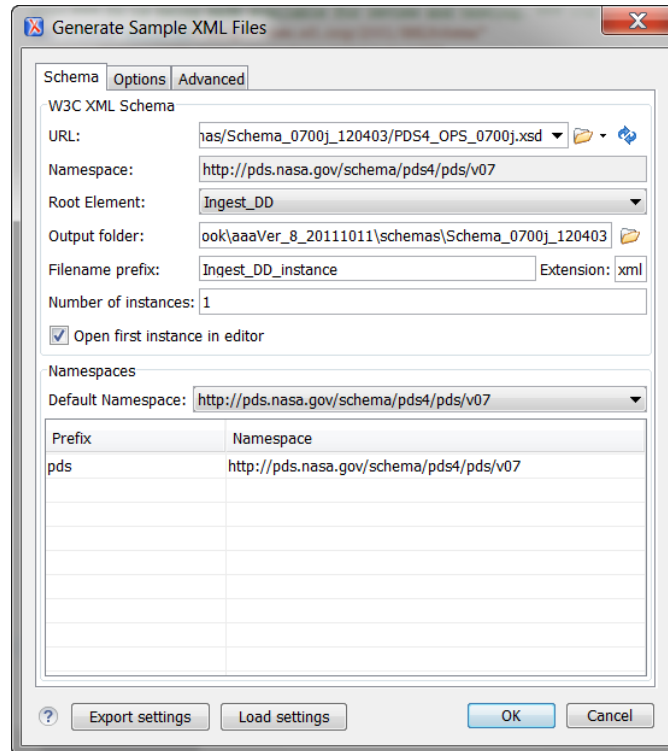 Generate Sample XML Files
Schema Options Advanced
W3C XML Schema
URL: nas/Schema_0700j_120403/PDS4_OPS_0700j.xsd
Namespace: http://pds.nasa.gov/schema/pds4/pds/v07
Root Element: Ingest_DD
Output folder: ook\aaaVer_8_20111011\schemas\Schema_0700j_120403
Filename prefix: Ingest_DD_instance Extension: xml
Number of instances: 1
Open first instance in editor
Namespaces
Default Namespace: http://pds.nasa.gov/schema/pds4/pds/v07
Prefix Namespace
pds http://pds.nasa.gov/schema/pds4/pds/v07
? Export settings Load settings OK Cancel